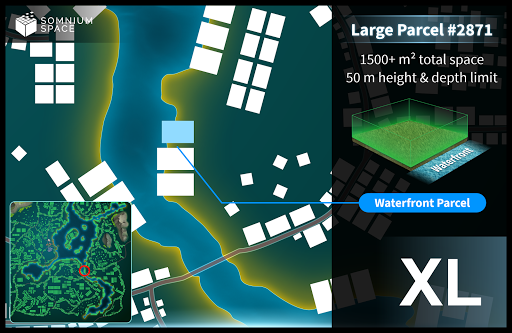 SOMNIUM
SPACE
Large Parcel #2871
1500+ m² total space
50 m height & depth limit
Waterfront
Waterfront Parcel
XL